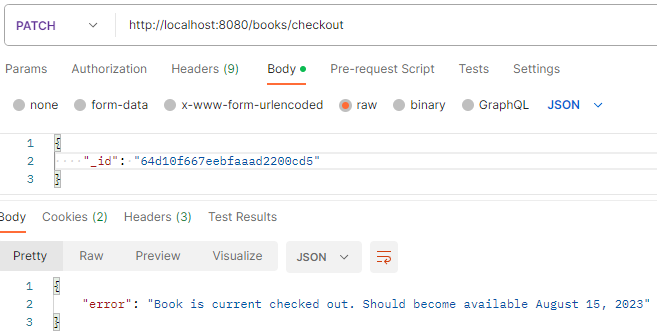 PATCH http://localhost:8080/books/checkout
Params Authorization Headers (9) Body Pre-request Script Tests Settings
none form-data x-www-form-urlencoded raw binary GraphQL JSON
1 {
2 "_id": "64d10f667eebfaaad2200cd5"
3 }
Body Cookies (2) Headers (3) Test Results
Pretty Raw Preview Visualize JSON
1 {
2 "error": "Book is current checked out. Should become available August 15, 2023"
3 }